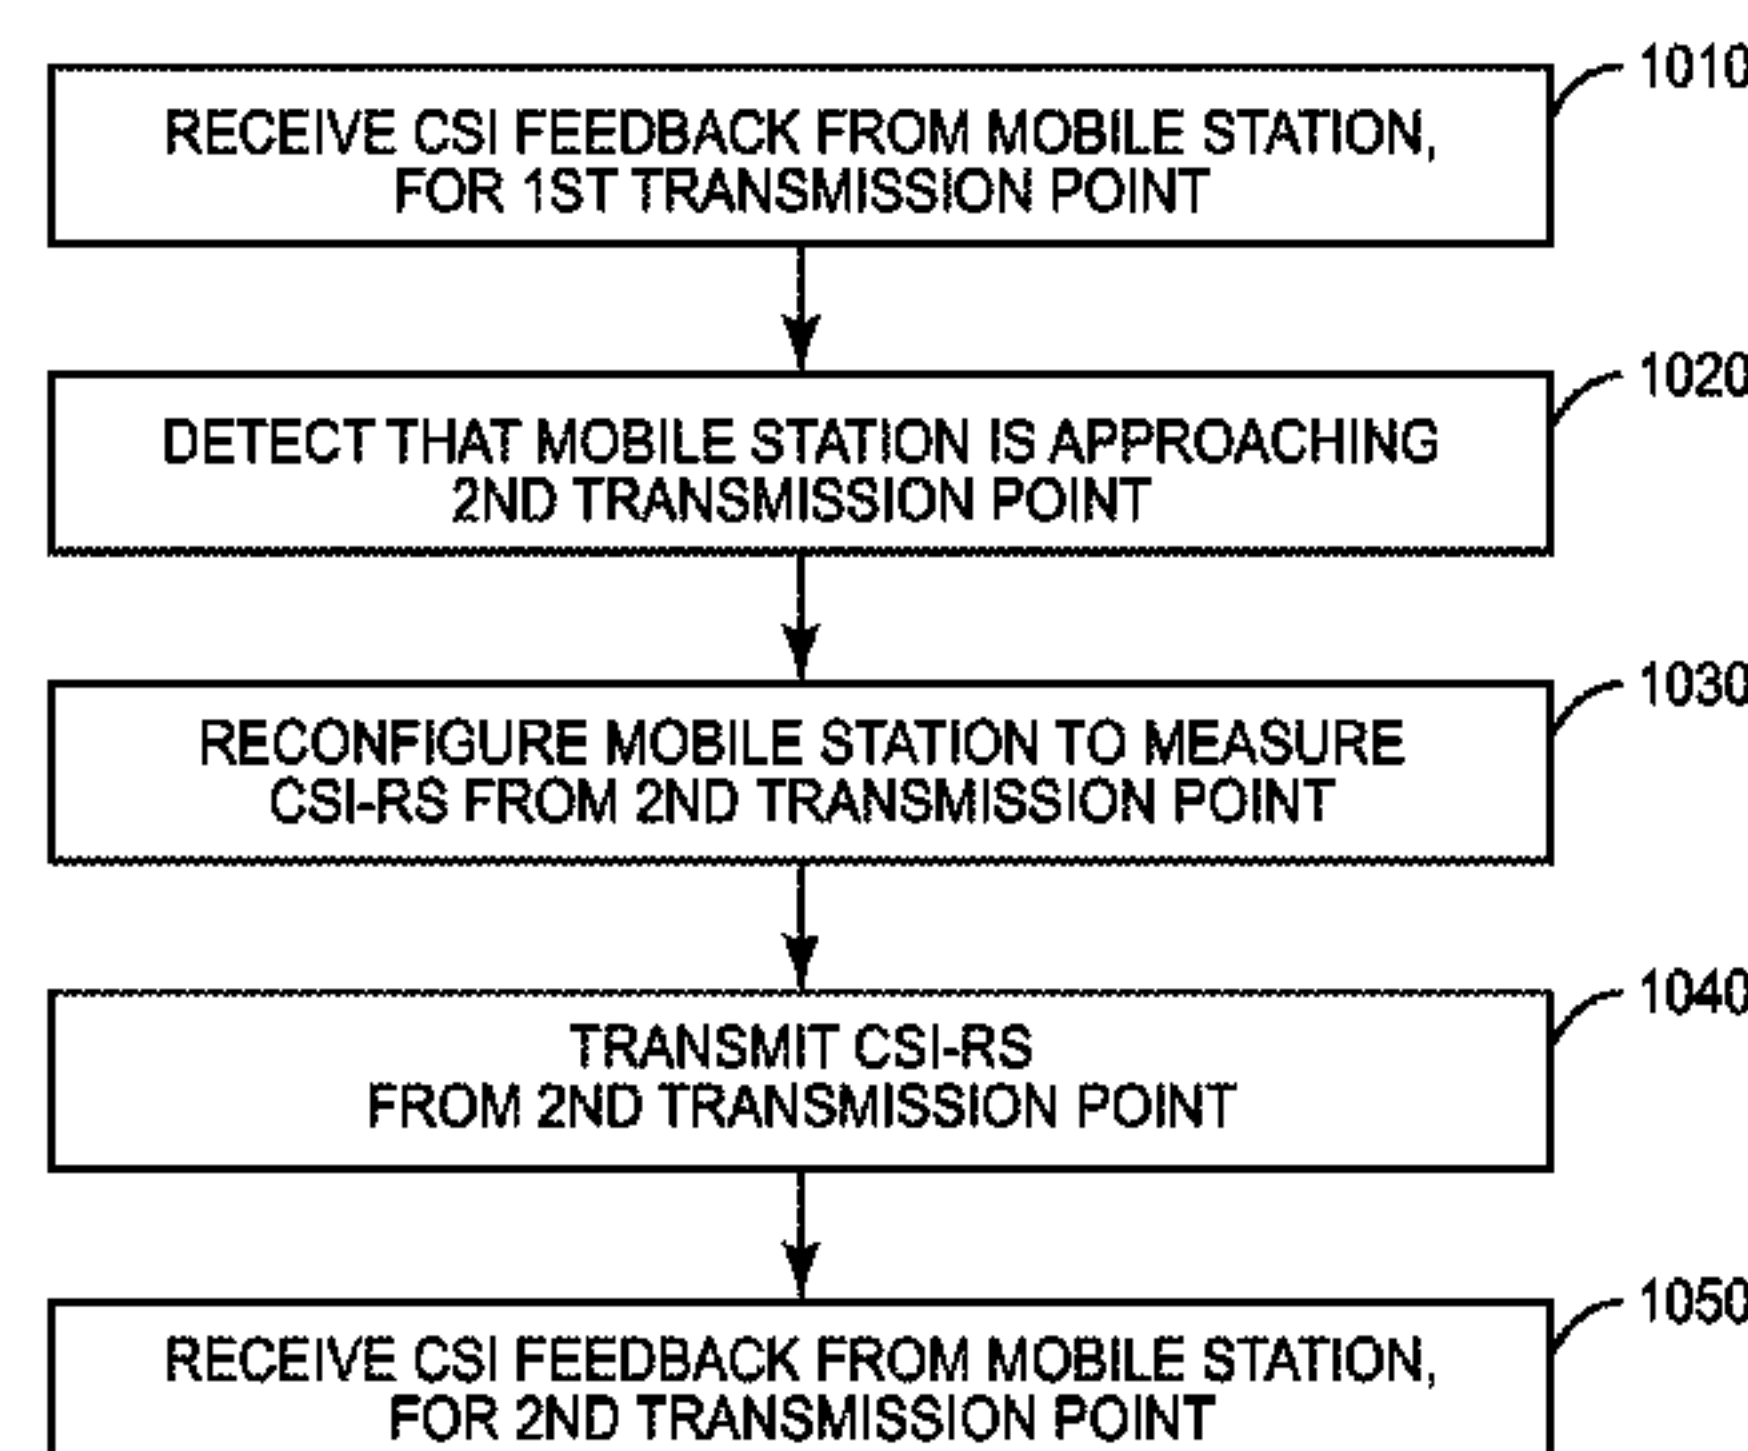 1010
RECEIVE CSI FEEDBACK FROM MOBILE STATION,
FOR 1ST TRANSMISSION POINT
1020
DETECT THAT MOBILE STATION IS APPROACHING
2ND TRANSMISSION POINT
1030
RECONFIGURE MOBILE STATION TO MEASURE
CSI-RS FROM 2ND TRANSMISSION POINT
1040
TRANSMIT CSI-RS
FROM 2ND TRANSMISSION POINT
1050
RECEIVE CSI FEEDBACK FROM MOBILE STATION,
FOR 2ND TRANSMISSION POINT